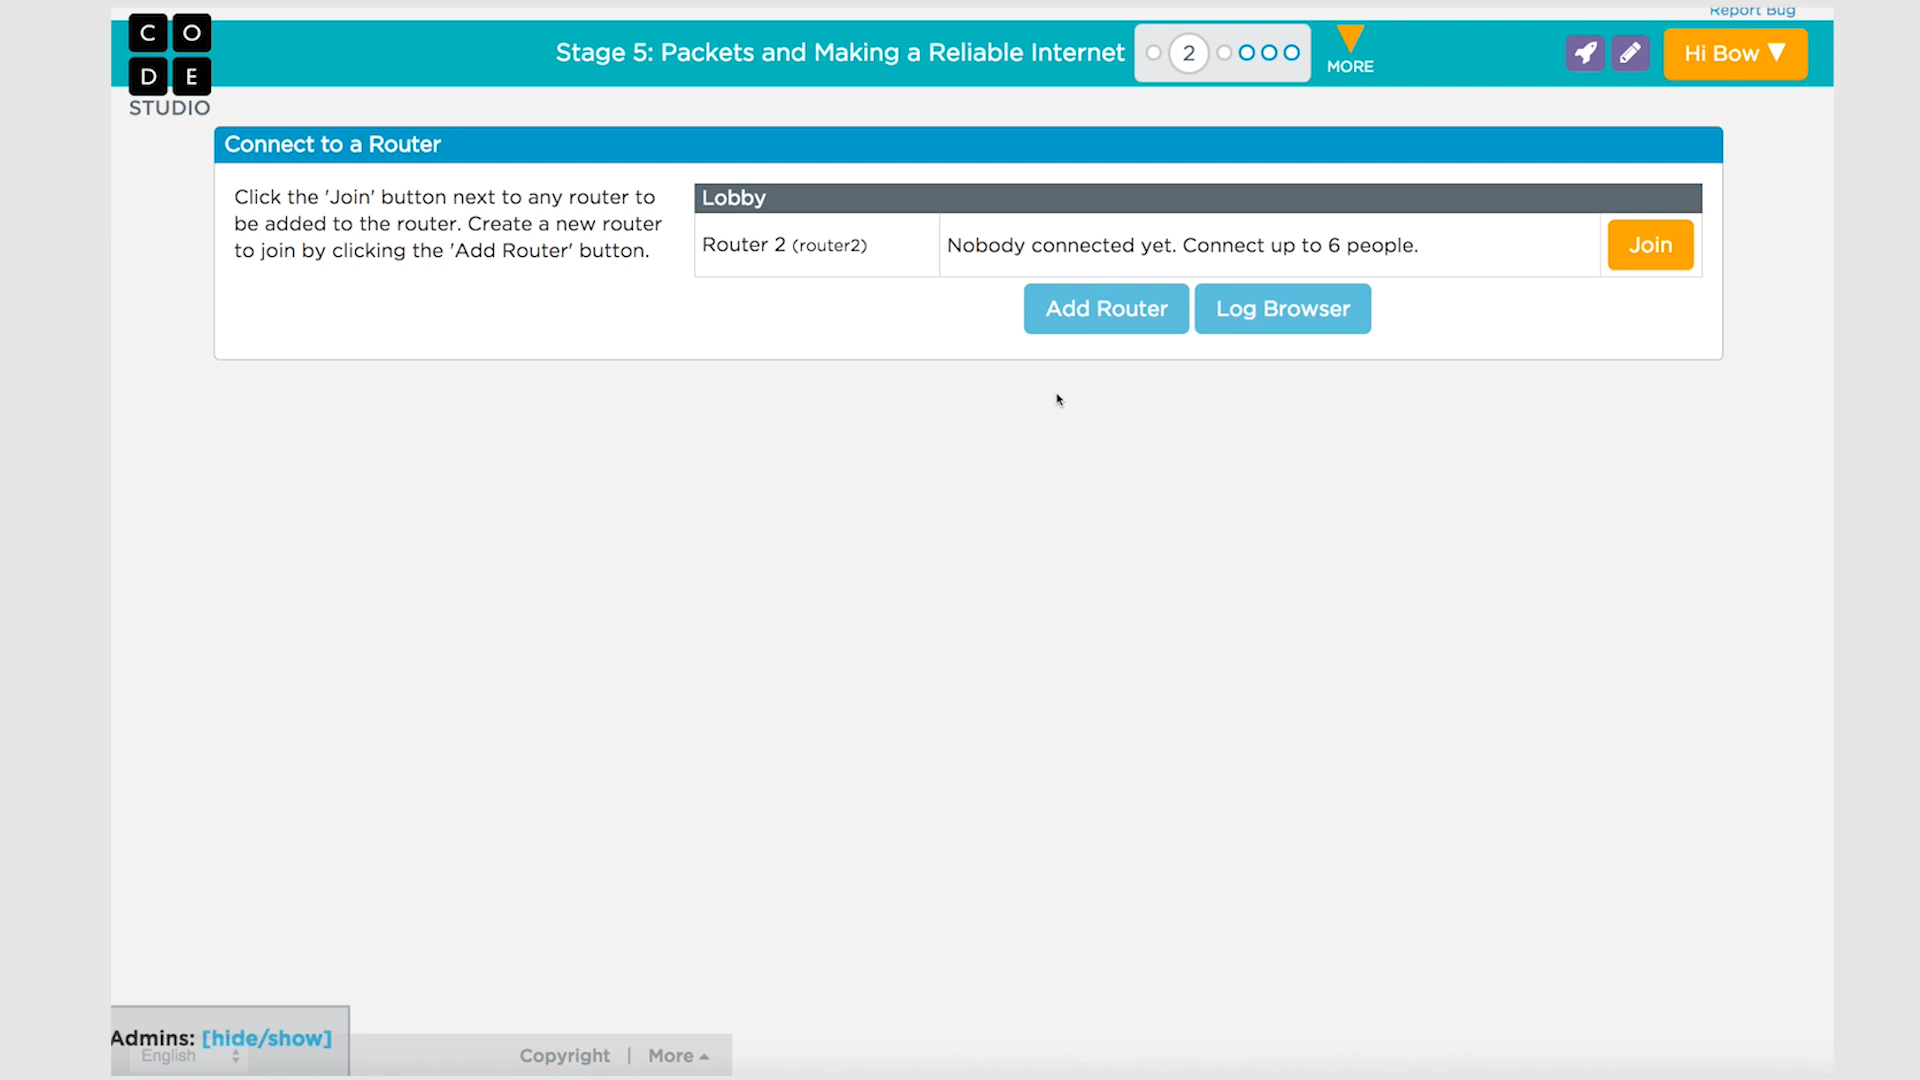 Report Bug
C O
D E
STUDIO
Stage 5: Packets and Making a Reliable Internet
2
MORE
Hi Bow
Connect to a Router
Click the 'Join' button next to any router to
be added to the router. Create a new router
to join by clicking the 'Add Router' button.
Lobby
Router 2 (router2)
Nobody connected yet. Connect up to 6 people.
Join
Add Router
Log Browser
Admins: [hide/show]
English
Copyright | More